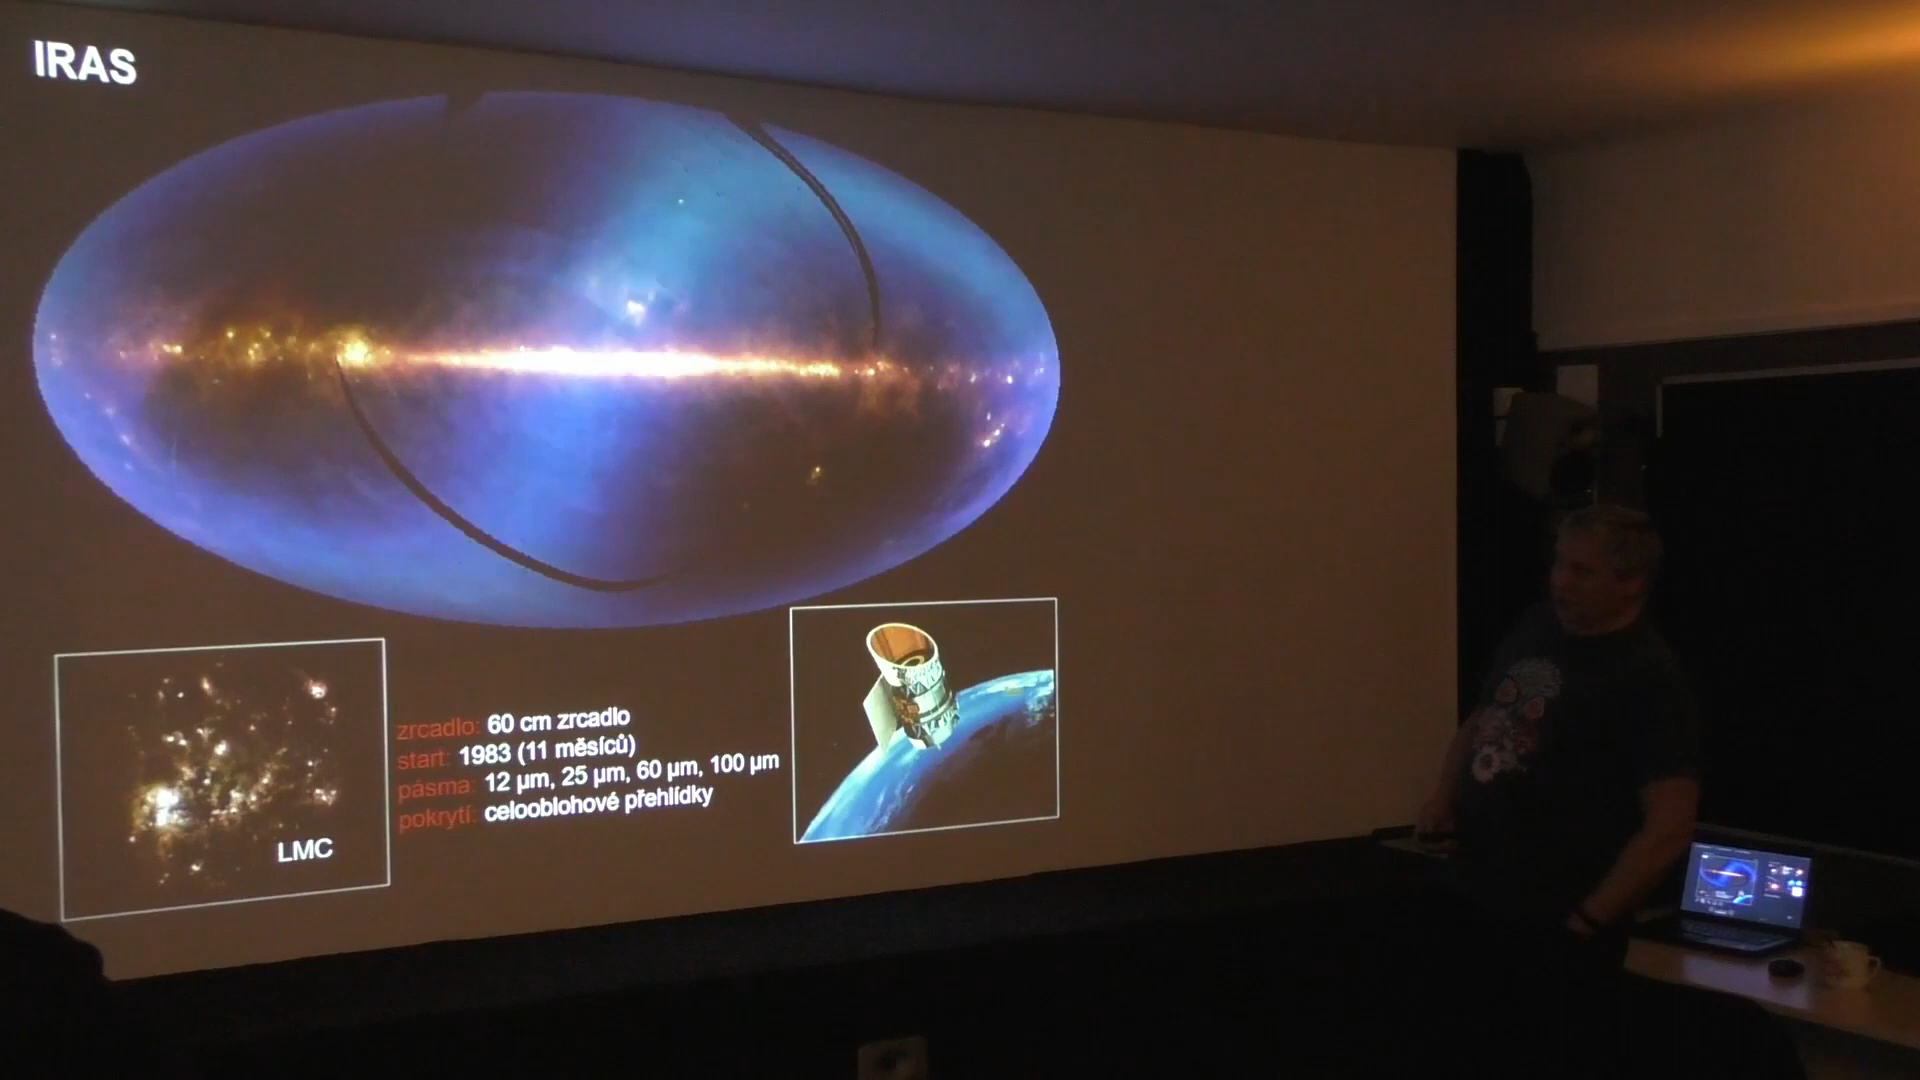 IRAS
zrcadlo: 60 cm zrcadlo
start: 1983 (11 měsíců)
pásma: 12 µm, 25 µm, 60 µm, 100 µm
pokrytí: celooblohové přehlídky
LMC